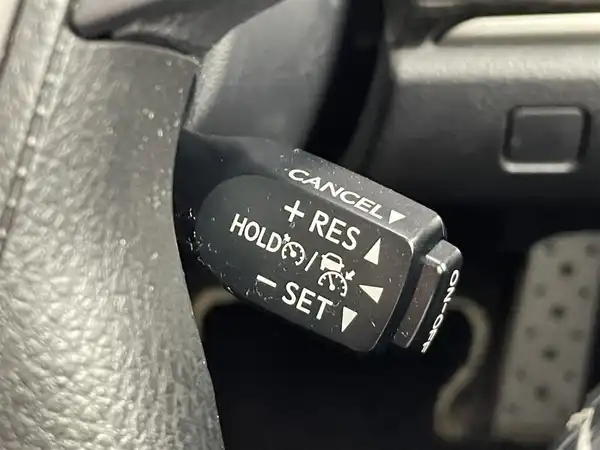 CANCEL▼
+ RES ▲
HOLD / ◀
− SET ▼
ON-OFF